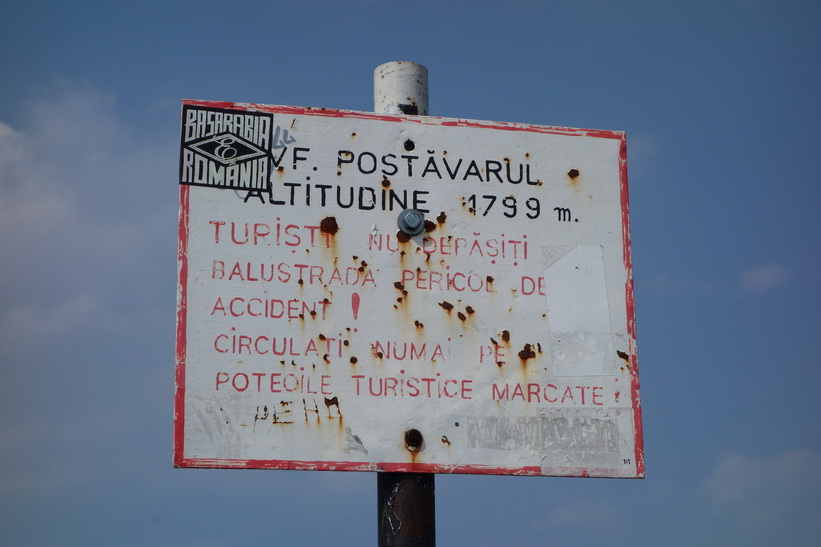 BASARABIA
E
ROMÂNIA
VF. POSTĂVARUL
ALTITUDINE 1799 m.
TURIȘTI NU DEPĂȘIȚI
BALUSTRADA PERICOL DE
ACCIDENT !
CIRCULAȚI NUMAI PE
POTECILE TURISTICE MARCATE !